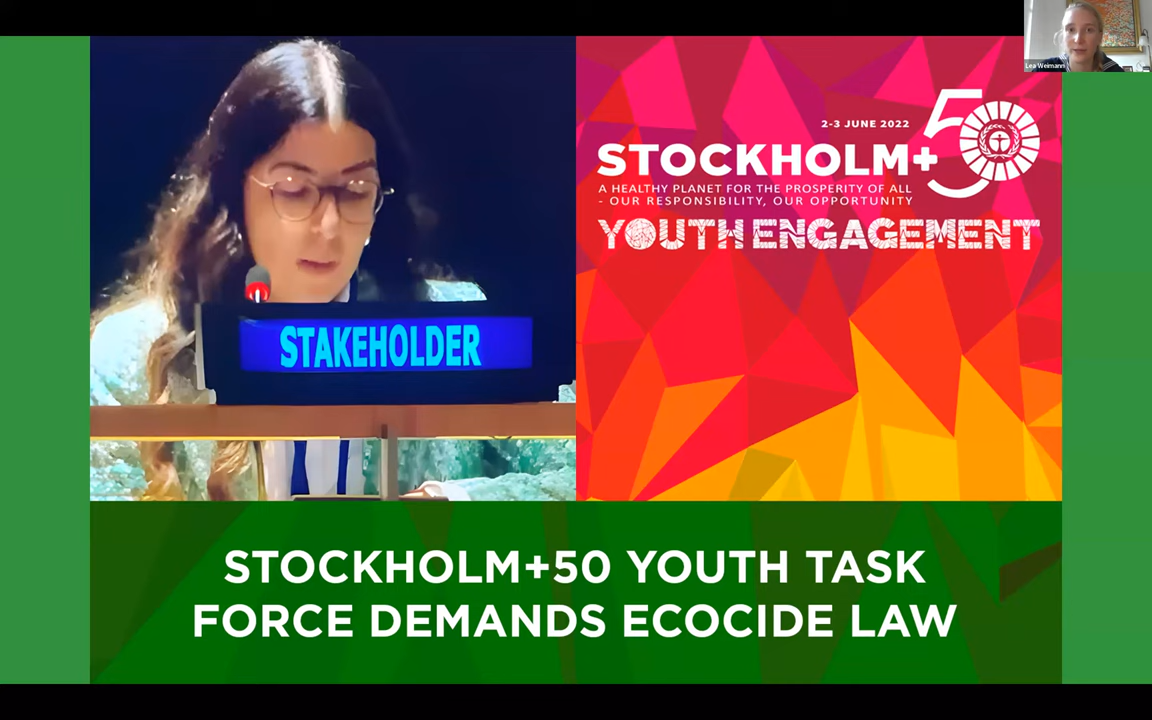 Lea Weimann
2-3 JUNE 2022
STOCKHOLM+50
A HEALTHY PLANET FOR THE PROSPERITY OF ALL
- OUR RESPONSIBILITY, OUR OPPORTUNITY
YOUTH ENGAGEMENT
STAKEHOLDER
STOCKHOLM+50 YOUTH TASK
FORCE DEMANDS ECOCIDE LAW